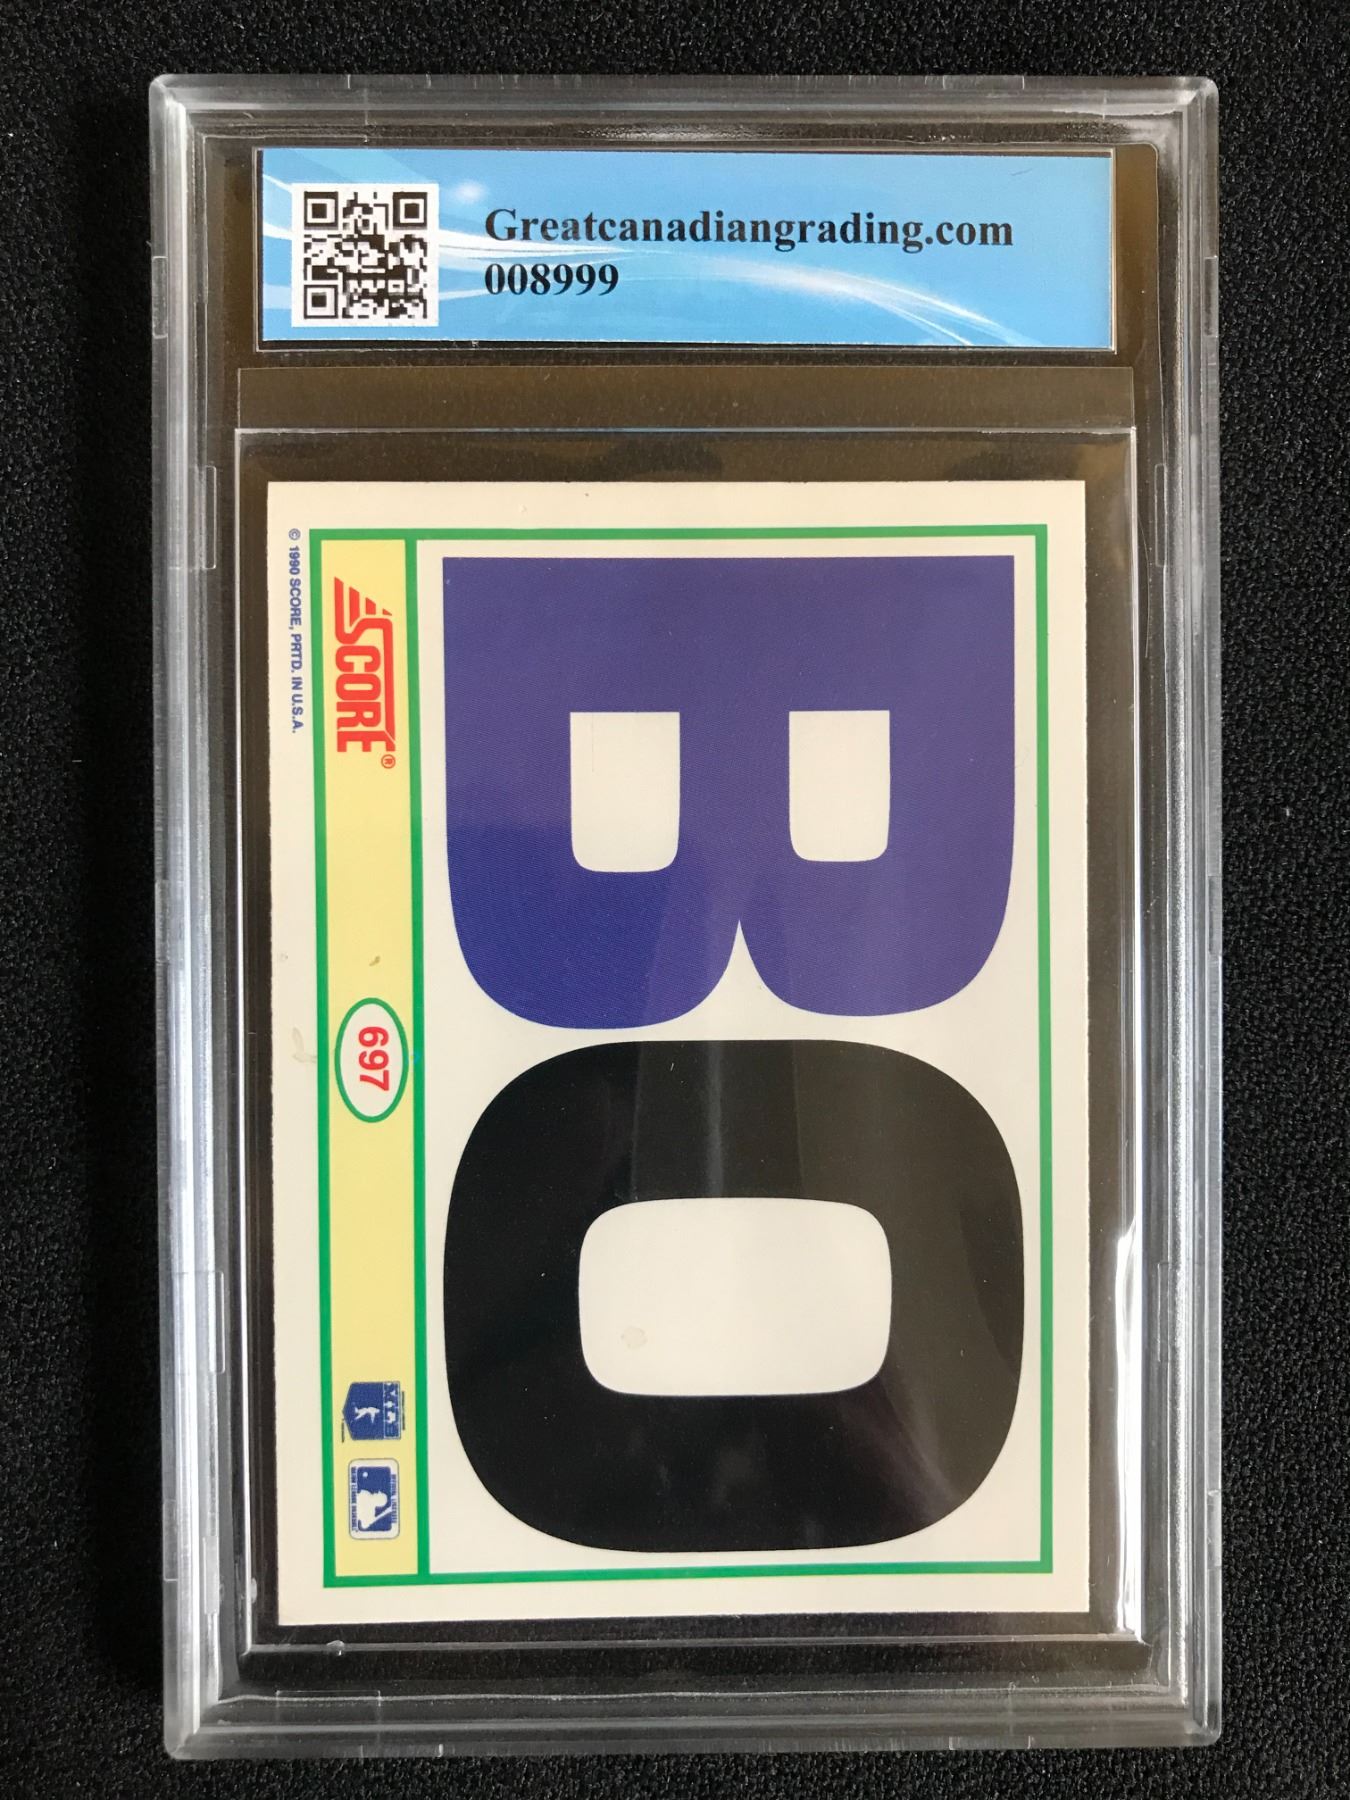 Greatcanadiangrading.com
008999
BO
SCORE®
697
© 1990 SCORE, PRTD. IN U.S.A.